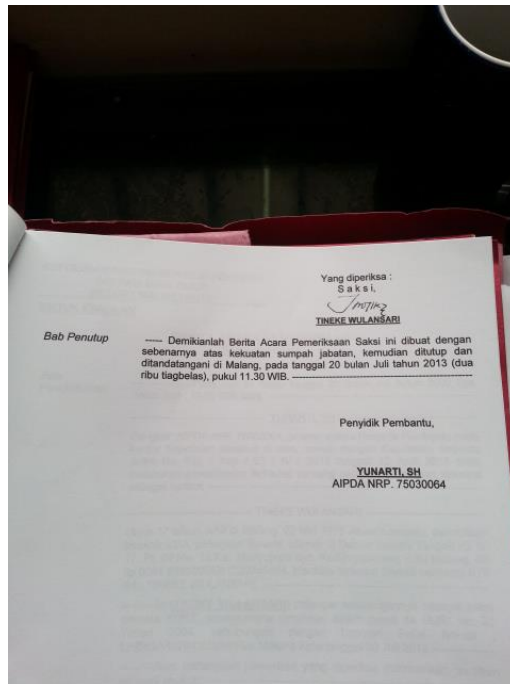 Yang diperiksa :
S a k s i,
TINEKE WULANSARI
Bab Penutup
----- Demikianlah Berita Acara Pemeriksaan Saksi ini dibuat dengan
sebenarnya atas kekuatan sumpah jabatan, kemudian ditutup dan
ditandatangani di Malang, pada tanggal 20 bulan Juli tahun 2013 (dua
ribu tiagbelas), pukul 11.30 WIB. -----------------------------------------------
Penyidik Pembantu,
YUNARTI, SH
AIPDA NRP. 75030064